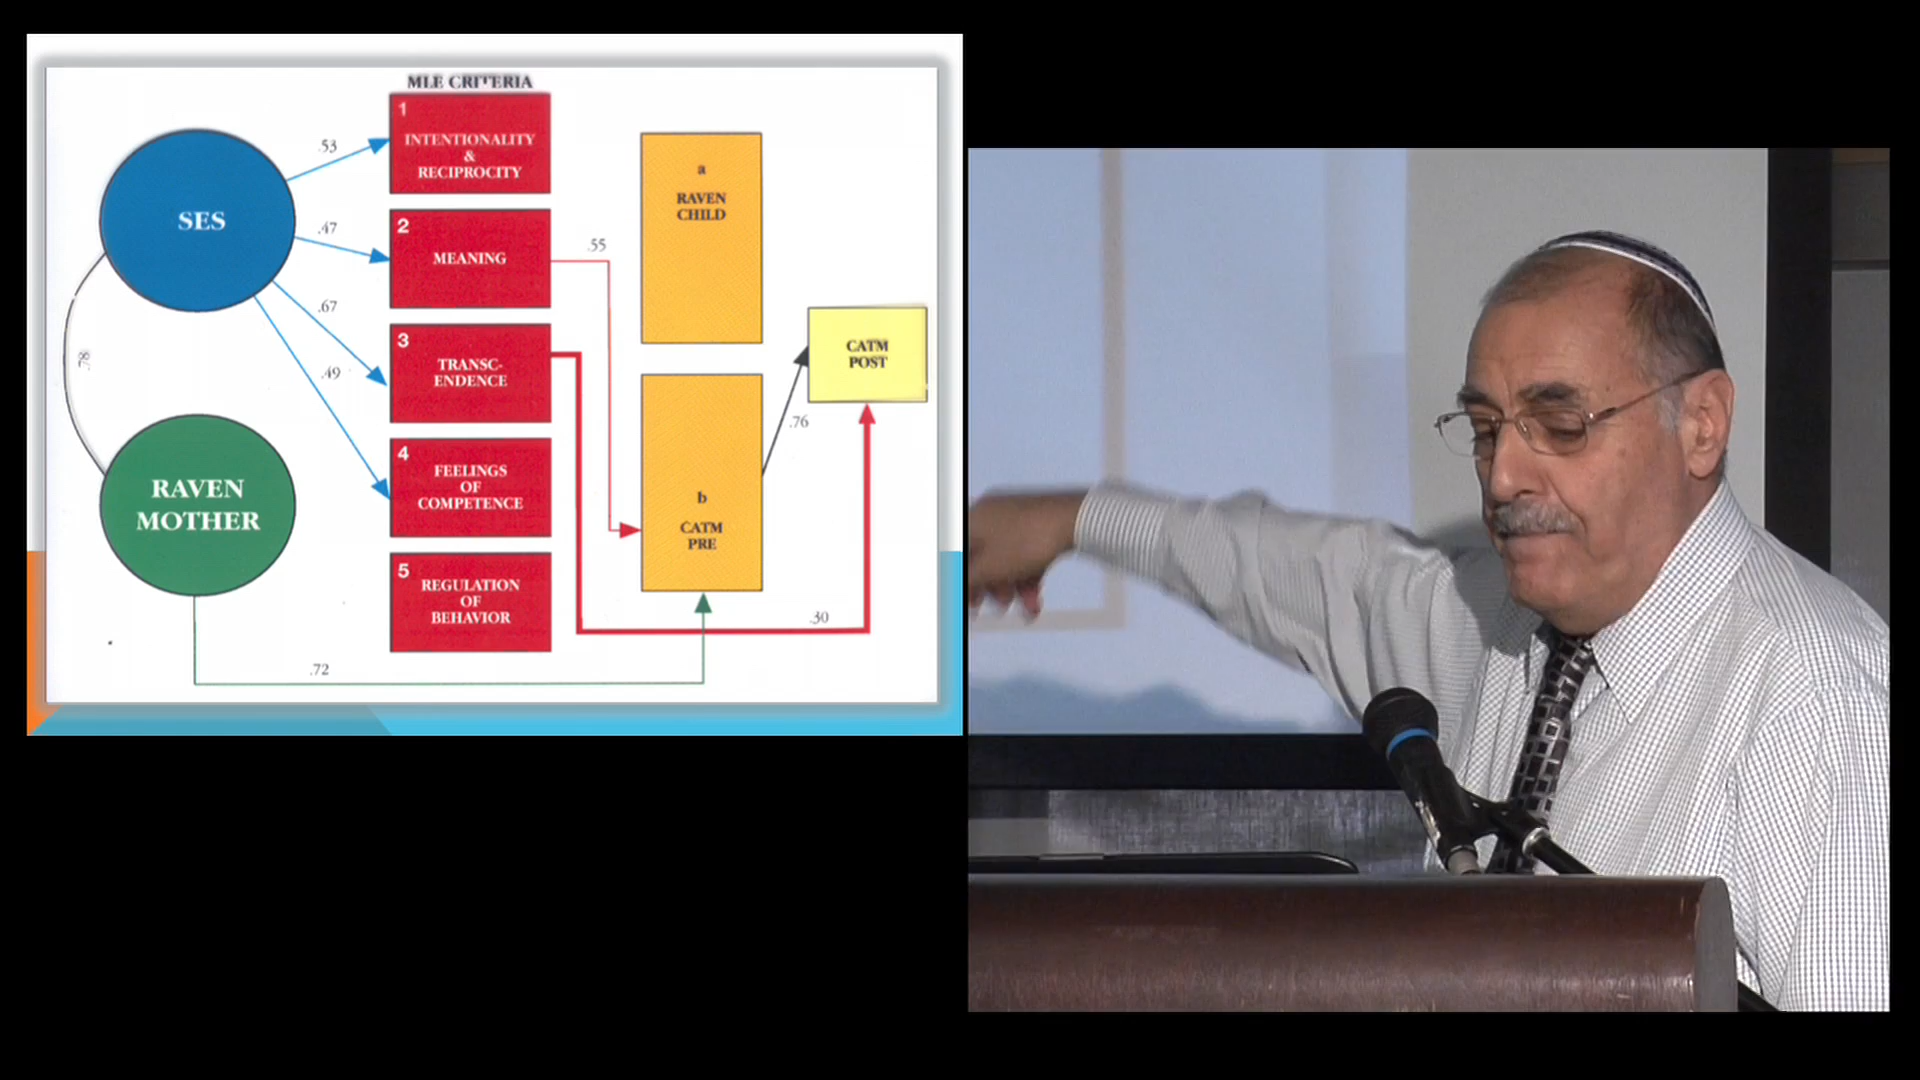 MLE CRITERIA
1
INTENTIONALITY
&
RECIPROCITY
2
MEANING
3
TRANSC-
ENDENCE
4
FEELINGS
OF
COMPETENCE
5
REGULATION
OF
BEHAVIOR
SES
RAVEN
MOTHER
.78
.53
.47
.67
.49
.55
a
RAVEN
CHILD
b
CATM
PRE
CATM
POST
.76
.30
.72